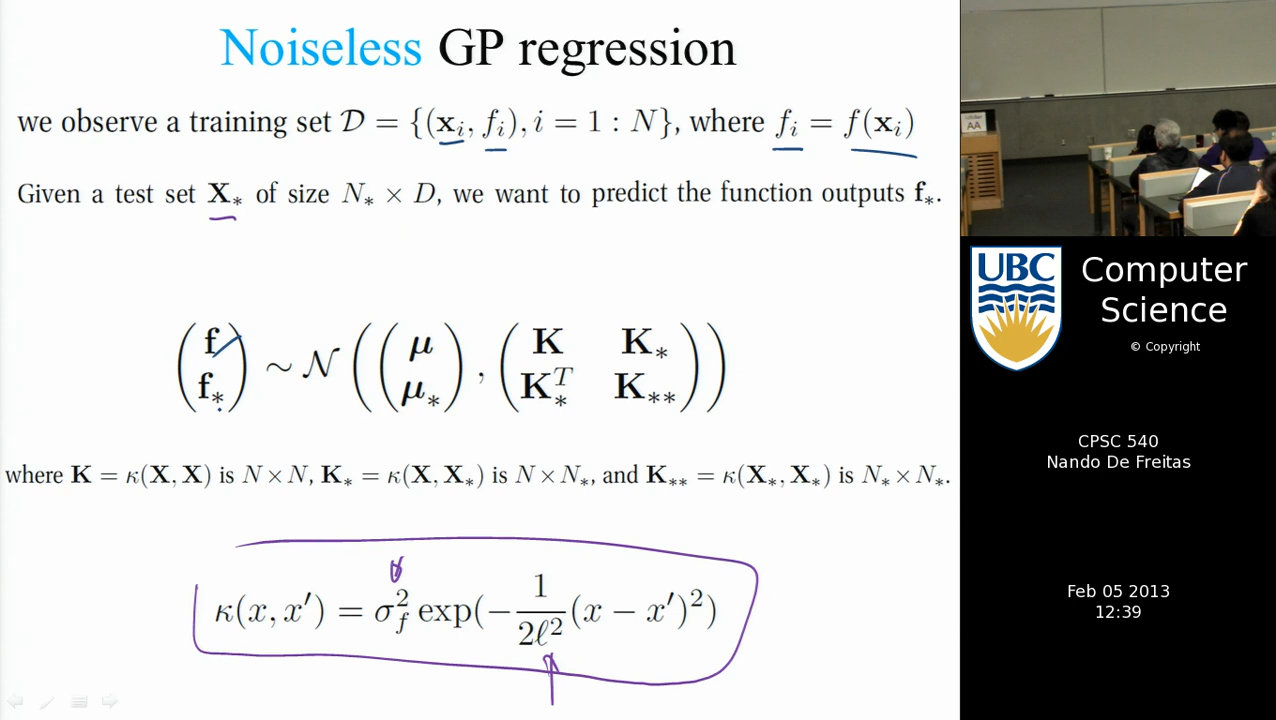 Noiseless GP regression
we observe a training set 𝒟 = {(𝐱ᵢ, fᵢ), i = 1 : N}, where fᵢ = f(𝐱ᵢ)
Given a test set 𝐗∗ of size N∗ × D, we want to predict the function outputs 𝐟∗.
(𝐟 𝐟∗) ∼ 𝒩((𝝁 𝝁∗), (𝐊 𝐊∗ 𝐊∗ᵀ 𝐊∗∗))
where 𝐊 = κ(𝐗, 𝐗) is N × N, 𝐊∗ = κ(𝐗, 𝐗∗) is N × N∗, and 𝐊∗∗ = κ(𝐗∗, 𝐗∗) is N∗ × N∗.
κ(x, x′) = σ_f² exp(−1/(2ℓ²)(x − x′)²)
AA
UBC
Computer
Science
© Copyright
CPSC 540
Nando De Freitas
Feb 05 2013
12:39